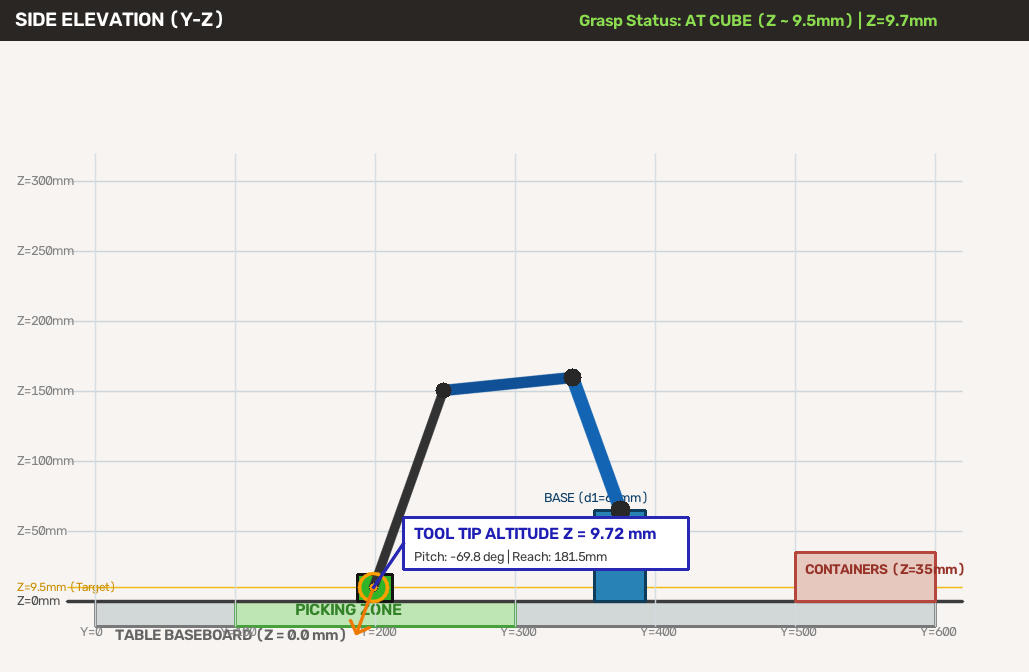 SIDE ELEVATION (Y-Z)
Grasp Status: AT CUBE (Z ~ 9.5mm) | Z=9.7mm
Z=300mm
Z=250mm
Z=200mm
Z=150mm
Z=100mm
BASE (d1= mm)
Z=50mm
TOOL TIP ALTITUDE Z = 9.72 mm
Pitch: -69.8 deg | Reach: 181.5mm
CONTAINERS (Z=35mm)
Z=9.5mm (Target)
Z=0mm
PICKING ZONE
Y=0
Y=200
Y=300
Y=400
Y=500
Y=600
TABLE BASEBOARD (Z = 0.0 mm)